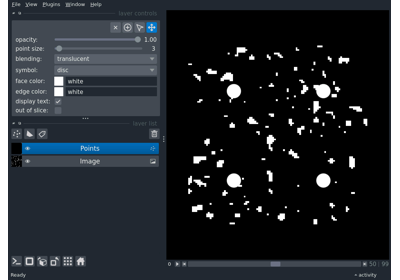 File View Plugins Window Help
layer controls
opacity: 1.00
point size: 3
blending: translucent
symbol: disc
face color: white
edge color: white
display text:
out of slice:
layer list
Points
Image
Ready
50 99
activity